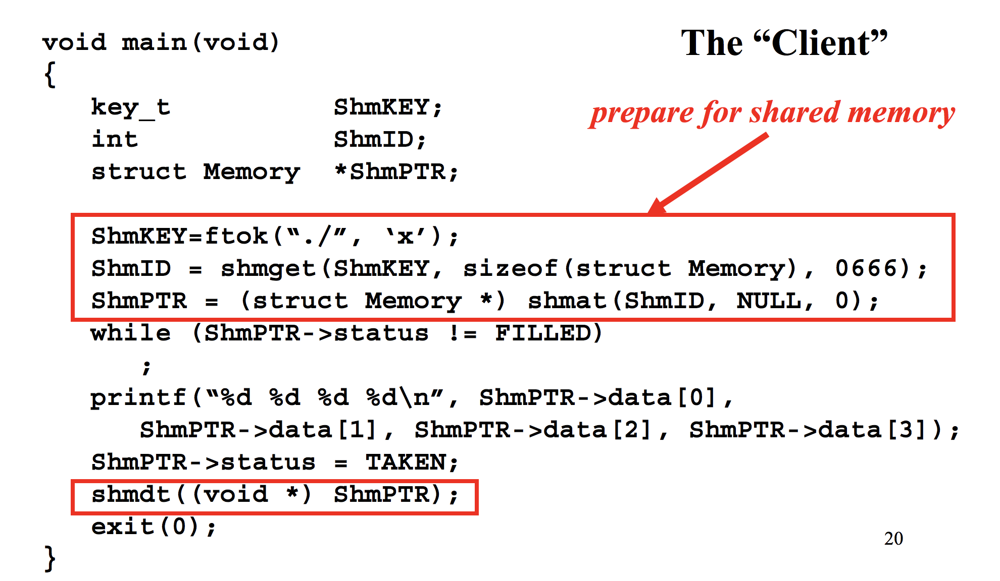 The “Client”
void main(void)
{
key_t ShmKEY;
int ShmID;
struct Memory *ShmPTR;
prepare for shared memory
ShmKEY=ftok(“./”, ‘x’);
ShmID = shmget(ShmKEY, sizeof(struct Memory), 0666);
ShmPTR = (struct Memory *) shmat(ShmID, NULL, 0);
while (ShmPTR->status != FILLED)
;
printf(“%d %d %d %d\n”, ShmPTR->data[0],
ShmPTR->data[1], ShmPTR->data[2], ShmPTR->data[3]);
ShmPTR->status = TAKEN;
shmdt((void *) ShmPTR);
exit(0);
}
20